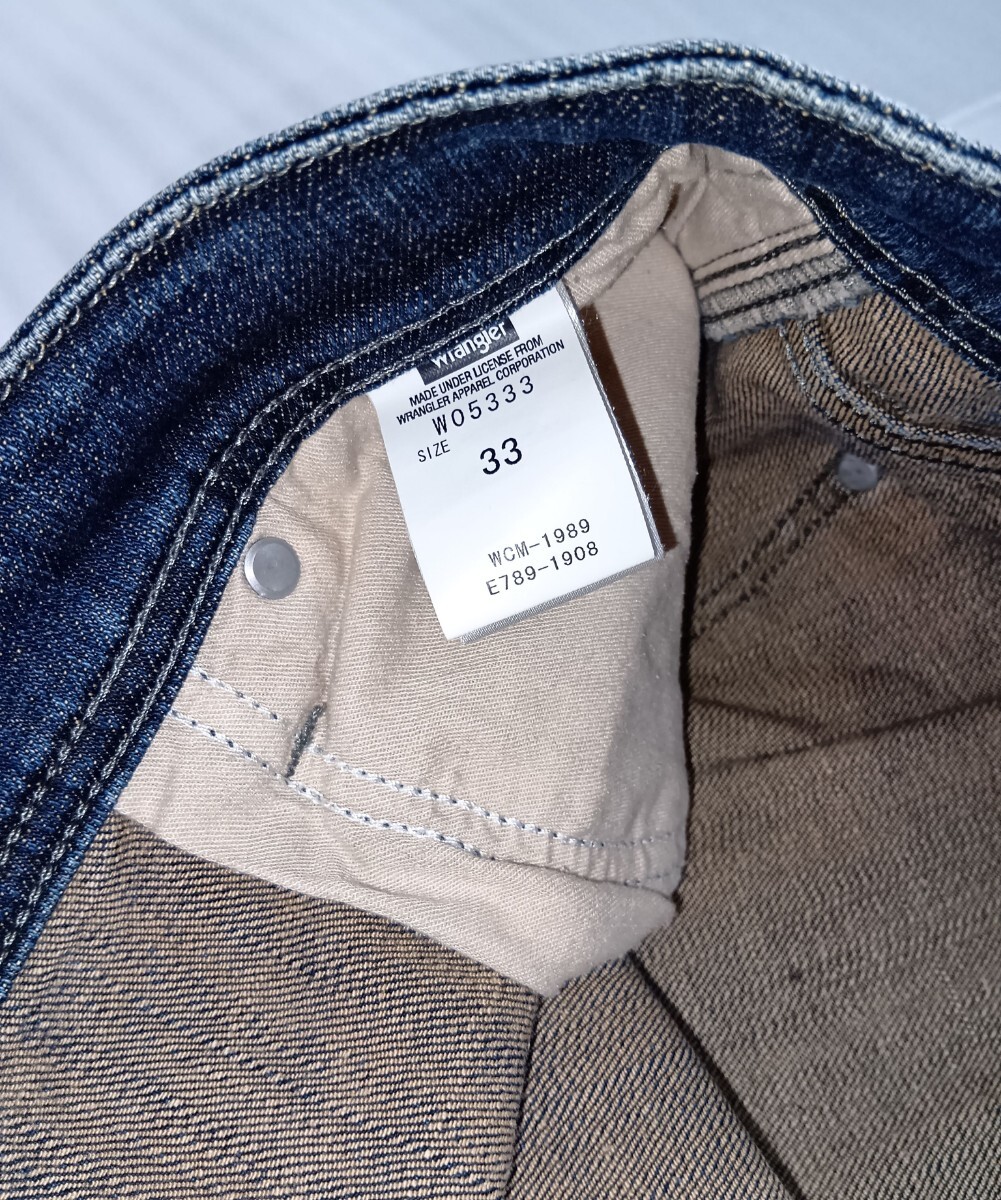 Wrangler
MADE UNDER LICENSE FROM
WRANGLER APPAREL CORPORATION
W05333
SIZE 33
WCM-1989
E789-1908